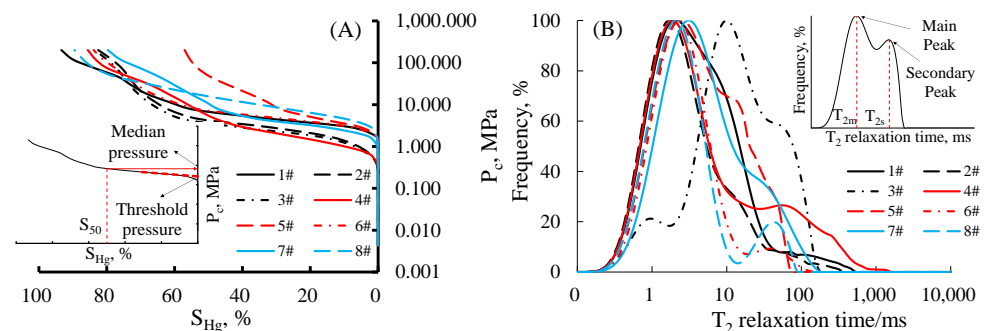 (A)
1,000.000
100.000
10.000
1.000
0.100
0.010
0.001
P_c, MPa
Median
pressure
Threshold
pressure
S_50
S_Hg, %
P_c, MPa
1# 2#
3# 4#
5# 6#
7# 8#
100 80 60 40 20 0
S_Hg, %
(B)
Frequency, %
100
80
60
40
20
0
Main
Peak
Secondary
Peak
Frequency, %
T_2m T_2s
T_2 relaxation time, ms
1# 2#
3# 4#
5# 6#
7# 8#
0 1 10 100 1,000 10,000
T_2 relaxation time/ms